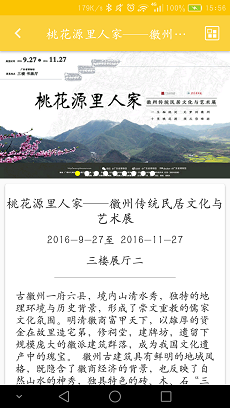 179K/s 15:58
桃花源里人家——徽州···
9.27 11.27
三楼 书画厅
桃花源里人家
徽州传统民居文化与艺术展
桃花源里人家——徽州传统民居文化与
艺术展
2016-9-27至 2016-11-27
三楼展厅二
古徽州一府六县，境内山清水秀，独特的地
理环境与历史背景，形成了崇文重教的儒家
文化氛围。明清徽商富甲天下，以雄厚的资
金在故里造宅第，修祠堂，建牌坊，遗留下
规模庞大的徽派建筑群，成为我国文化遗
产中的瑰宝。 徽州古建筑具有鲜明的地域风
格，既隐含了徽商经济的背景，也反映了自
然山水的神秀，独具特色的砖、木、石“三